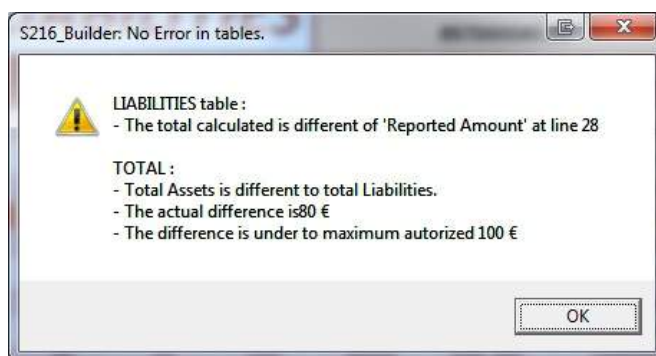 S216_Builder: No Error in tables.
LIABILITIES table :
- The total calculated is different of 'Reported Amount' at line 28
TOTAL :
- Total Assets is different to total Liabilities.
- The actual difference is80 €
- The difference is under to maximum autorized 100 €
OK